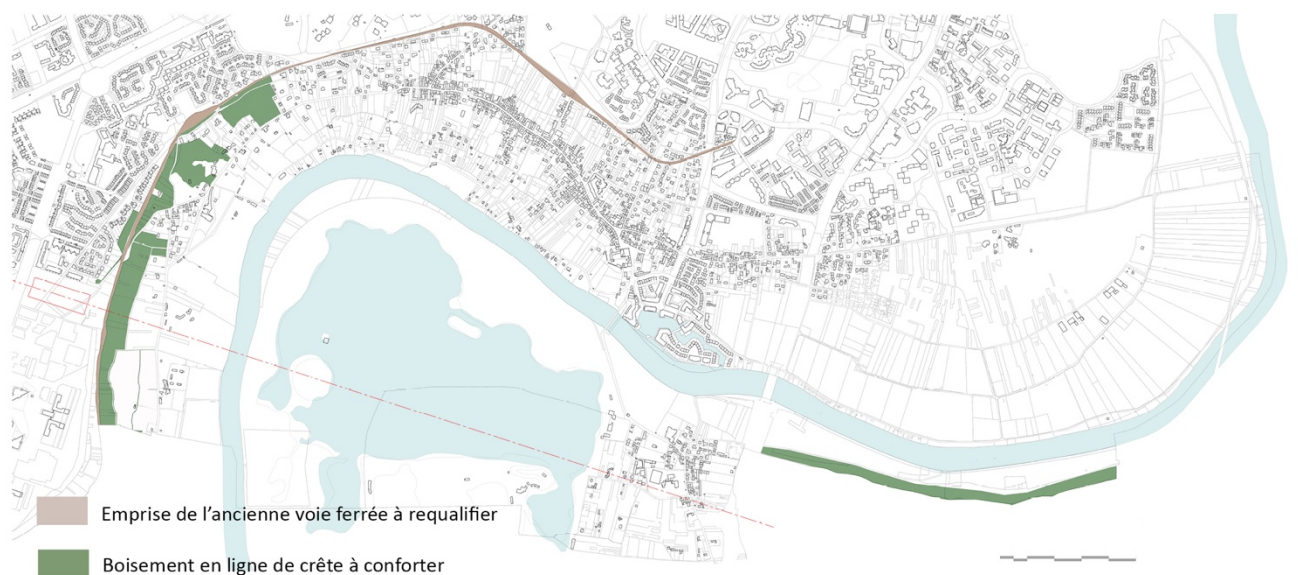 Emprise de l’ancienne voie ferrée à requalifier
Boisement en ligne de crête à conforter